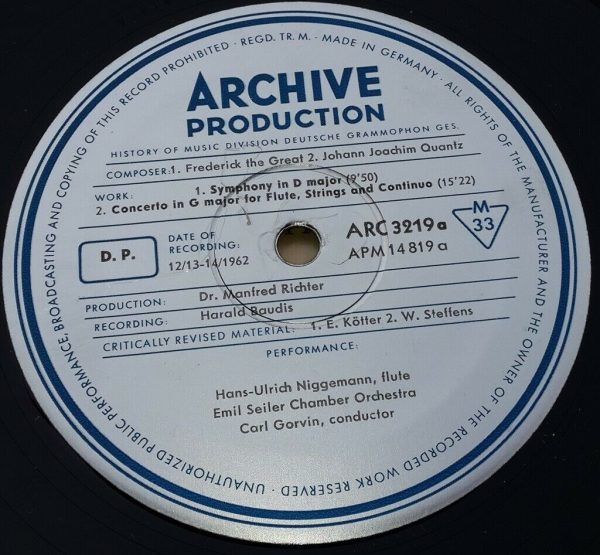 UNAUTHORIZED PUBLIC PERFORMANCE, BROADCASTING AND COPYING OF THIS RECORD PROHIBITED · REGD. TR. M. · MADE IN GERMANY · ALL RIGHTS OF THE MANUFACTURER AND THE OWNER OF THE RECORDED WORK RESERVED ·
ARCHIVE
PRODUCTION
HISTORY OF MUSIC DIVISION DEUTSCHE GRAMMOPHON GES.
COMPOSER: 1. Frederick the Great 2. Johann Joachim Quantz
WORK: 1. Symphony in D major (9'50)
2. Concerto in G major for Flute, Strings and Continuo (15'22)
D. P.
DATE OF
RECORDING:
12/13-14/1962
ARC 3219 a
APM 14 819 a
M
33
PRODUCTION: Dr. Manfred Richter
RECORDING: Harald Baudis
CRITICALLY REVISED MATERIAL: 1. E. Kötter 2. W. Steffens
PERFORMANCE:
Hans-Ulrich Niggemann, flute
Emil Seiler Chamber Orchestra
Carl Gorvin, conductor